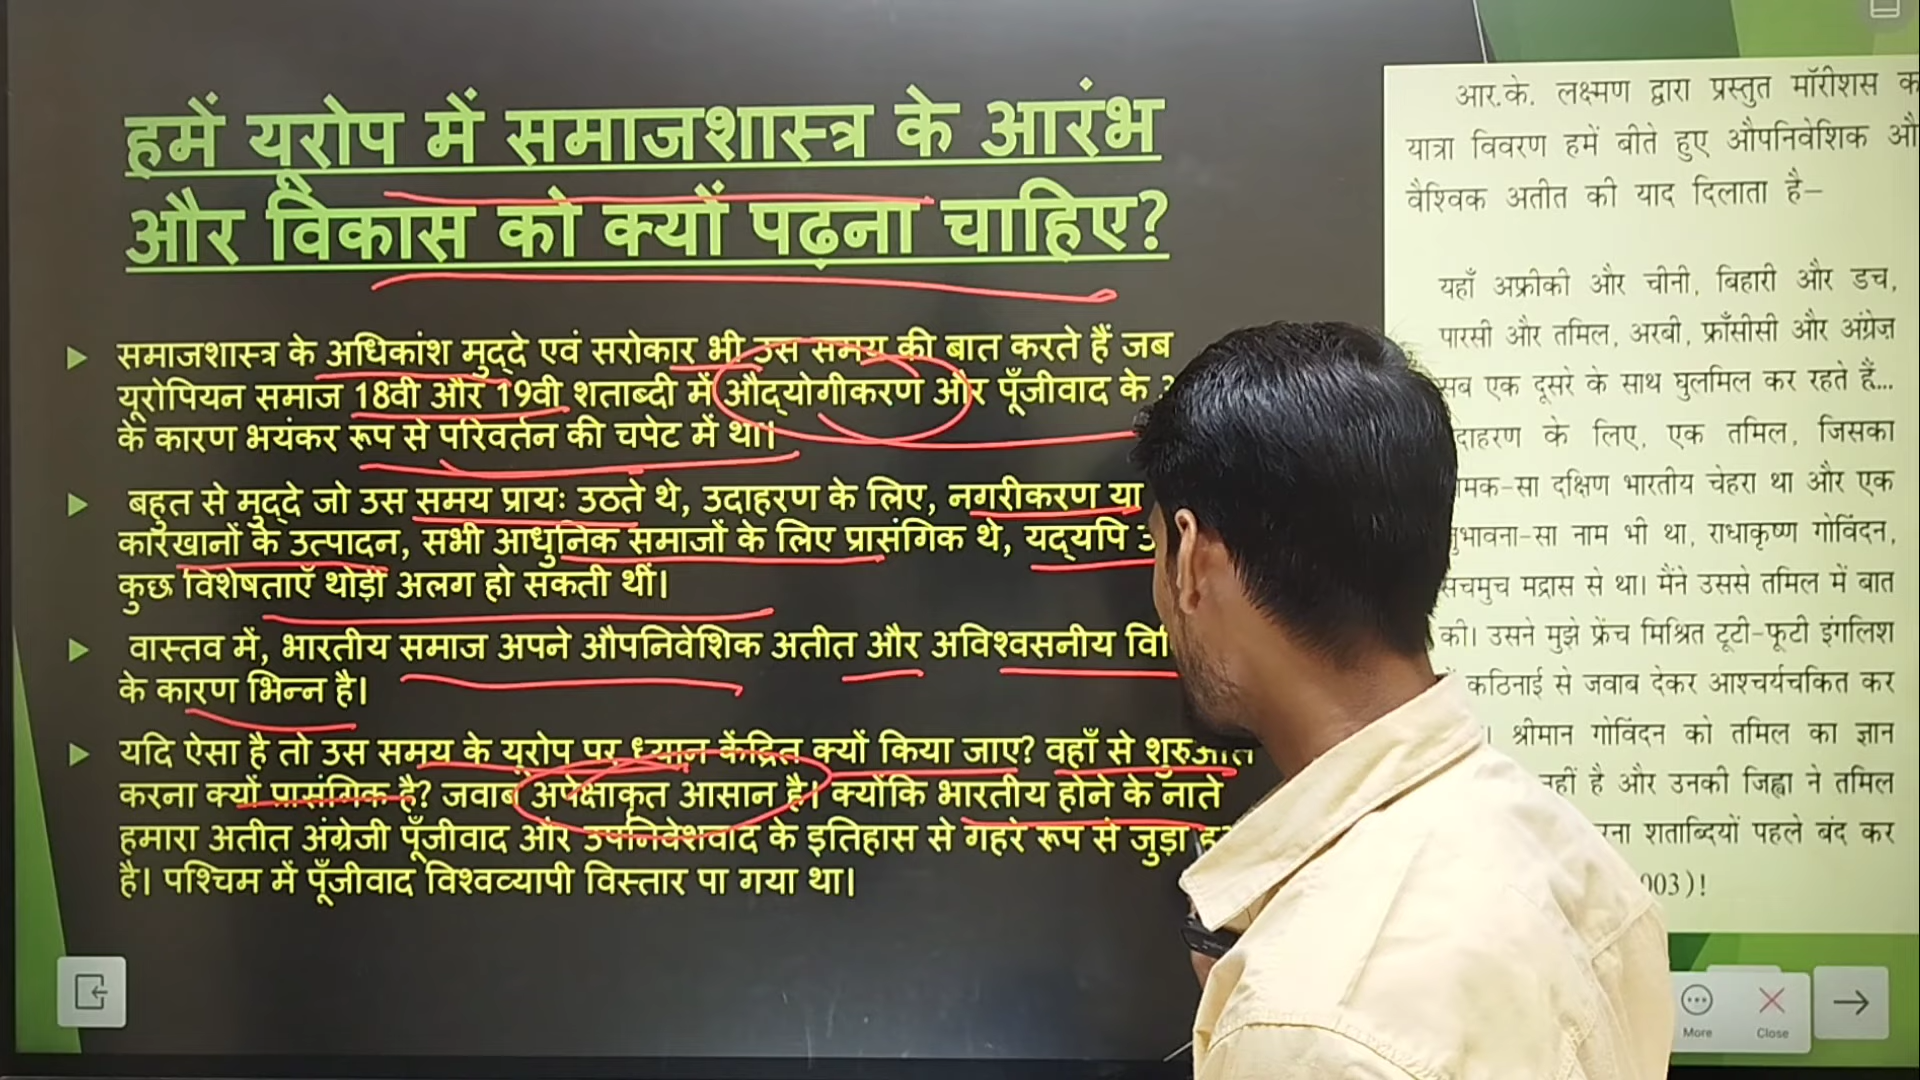 हमें यूरोप में समाजशास्त्र के आरंभ
और विकास को क्यों पढ़ना चाहिए?
समाजशास्त्र के अधिकांश मुद्दे एवं सरोकार भी उस समय की बात करते हैं जब
यूरोपियन समाज 18वी और 19वी शताब्दी में औद्योगीकरण और पूँजीवाद के
के कारण भयंकर रूप से परिवर्तन की चपेट में था।
बहुत से मुद्दे जो उस समय प्रायः उठते थे, उदाहरण के लिए, नगरीकरण या
कारखानों के उत्पादन, सभी आधुनिक समाजों के लिए प्रासंगिक थे, यद्यपि
कुछ विशेषताएँ थोड़ी अलग हो सकती थीं।
वास्तव में, भारतीय समाज अपने औपनिवेशिक अतीत और अविश्वसनीय
के कारण भिन्न है।
यदि ऐसा है तो उस समय के यूरोप पर ध्यान केंद्रित क्यों किया जाए? वहाँ से शुरुआत
करना क्यों प्रासंगिक है? जवाब अपेक्षाकृत आसान है। क्योंकि भारतीय होने के नाते
हमारा अतीत अंग्रेजी पूँजीवाद और उपनिवेशवाद के इतिहास से गहरे रूप से जुड़ा
है। पश्चिम में पूँजीवाद विश्वव्यापी विस्तार पा गया था।
आर.के. लक्ष्मण द्वारा प्रस्तुत मॉरीशस
यात्रा विवरण हमें बीते हुए औपनिवेशिक
वैश्विक अतीत की याद दिलाता है–
यहाँ अफ्रीकी और चीनी, बिहारी और डच,
पारसी और तमिल, अरबी, फ्राँसीसी और अंग्रेज़
सब एक दूसरे के साथ घुलमिल कर रहते हैं...
के लिए, एक तमिल, जिसका
दक्षिण भारतीय चेहरा था और एक
नाम भी था, राधाकृष्ण गोविंदन,
सचमुच मद्रास से था। मैंने उससे तमिल में बात
की। उसने मुझे फ्रेंच मिश्रित टूटी-फूटी इंगलिश
कठिनाई से जवाब देकर आश्चर्यचकित कर
श्रीमान गोविंदन को तमिल का ज्ञान
नहीं है और उनकी जिह्वा ने तमिल
शताब्दियों पहले बंद कर
003)!
More
Close